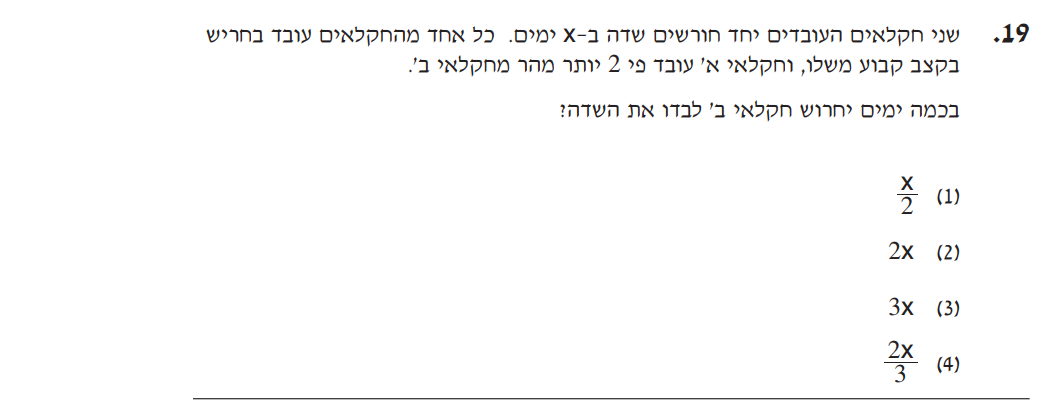 19. שני חקלאים העובדים יחד חורשים שדה ב-x ימים. כל אחד מהחקלאים עובד בחריש
בקצב קבוע משלו, וחקלאי א' עובד פי 2 יותר מהר מחקלאי ב'.
בכמה ימים יחרוש חקלאי ב' לבדו את השדה?
(1) x/2
(2) 2x
(3) 3x
(4) 2x/3